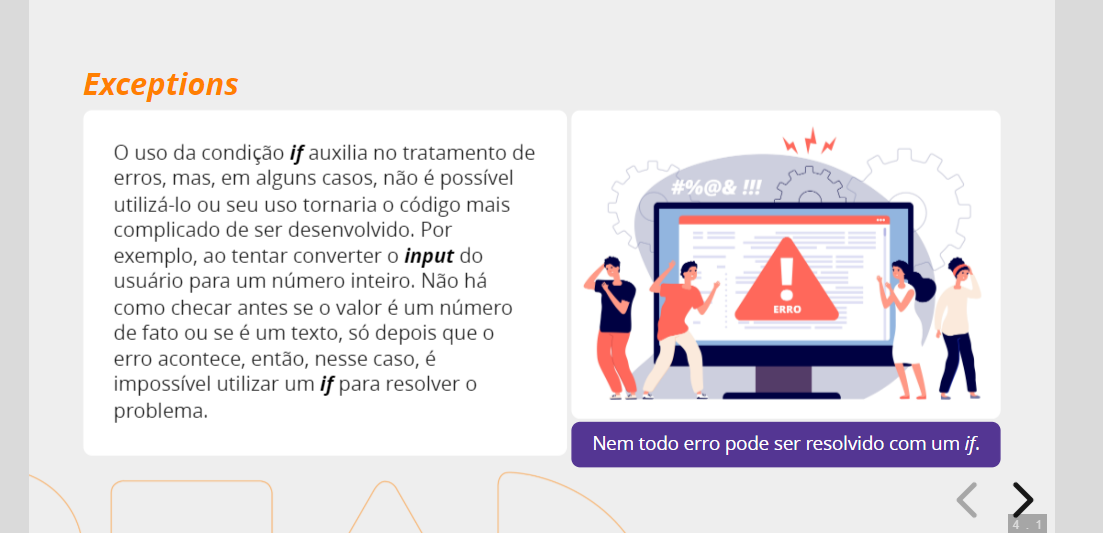 Exceptions
O uso da condição if auxilia no tratamento de
erros, mas, em alguns casos, não é possível
utilizá-lo ou seu uso tornaria o código mais
complicado de ser desenvolvido. Por
exemplo, ao tentar converter o input do
usuário para um número inteiro. Não há
como checar antes se o valor é um número
de fato ou se é um texto, só depois que o
erro acontece, então, nesse caso, é
impossível utilizar um if para resolver o
problema.
#%@& !!!
ERRO
Nem todo erro pode ser resolvido com um if.
4 . 1